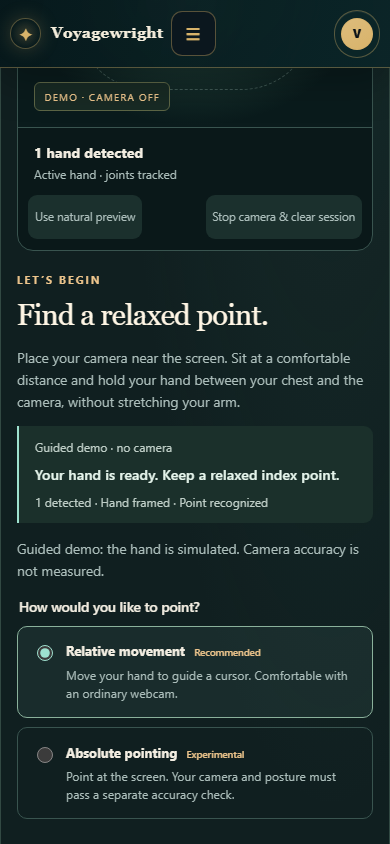 Voyagewright
V
DEMO · CAMERA OFF
1 hand detected
Active hand · joints tracked
Use natural preview
Stop camera & clear session
LET'S BEGIN
Find a relaxed point.
Place your camera near the screen. Sit at a comfortable
distance and hold your hand between your chest and the
camera, without stretching your arm.
Guided demo · no camera
Your hand is ready. Keep a relaxed index point.
1 detected · Hand framed · Point recognized
Guided demo: the hand is simulated. Camera accuracy is
not measured.
How would you like to point?
Relative movement Recommended
Move your hand to guide a cursor. Comfortable with
an ordinary webcam.
Absolute pointing Experimental
Point at the screen. Your camera and posture must
pass a separate accuracy check.